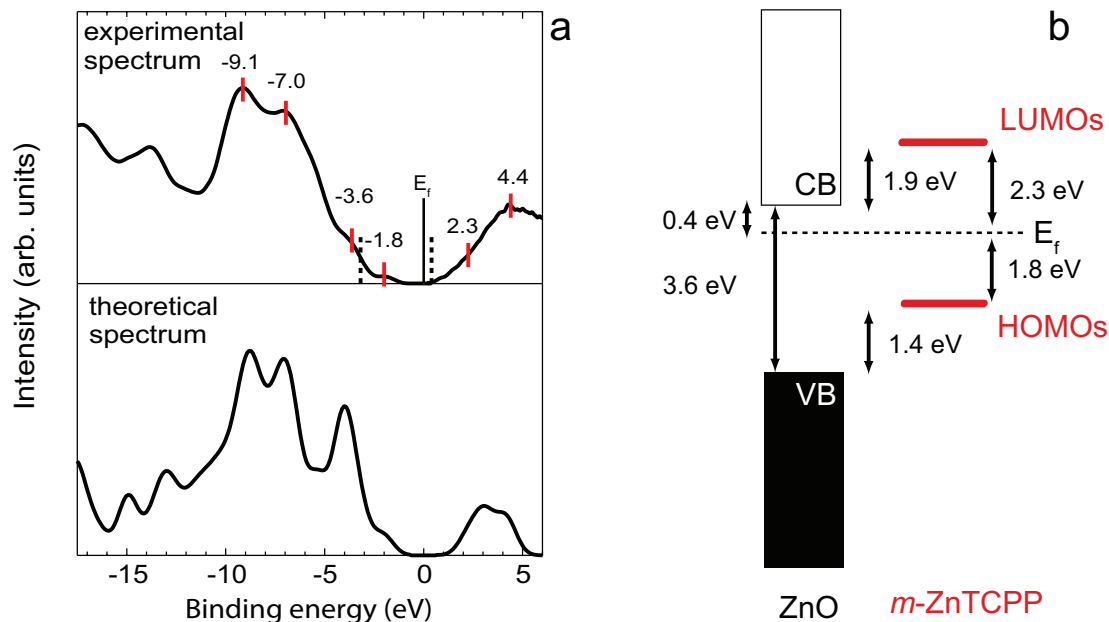 a
experimental
spectrum
-9.1
-7.0
-3.6
-1.8
Ef
2.3
4.4
theoretical
spectrum
Intensity (arb. units)
-15
-10
-5
0
5
Binding energy (eV)
b
LUMOs
CB
1.9 eV
2.3 eV
0.4 eV
Ef
1.8 eV
3.6 eV
HOMOs
1.4 eV
VB
ZnO
m-ZnTCPP